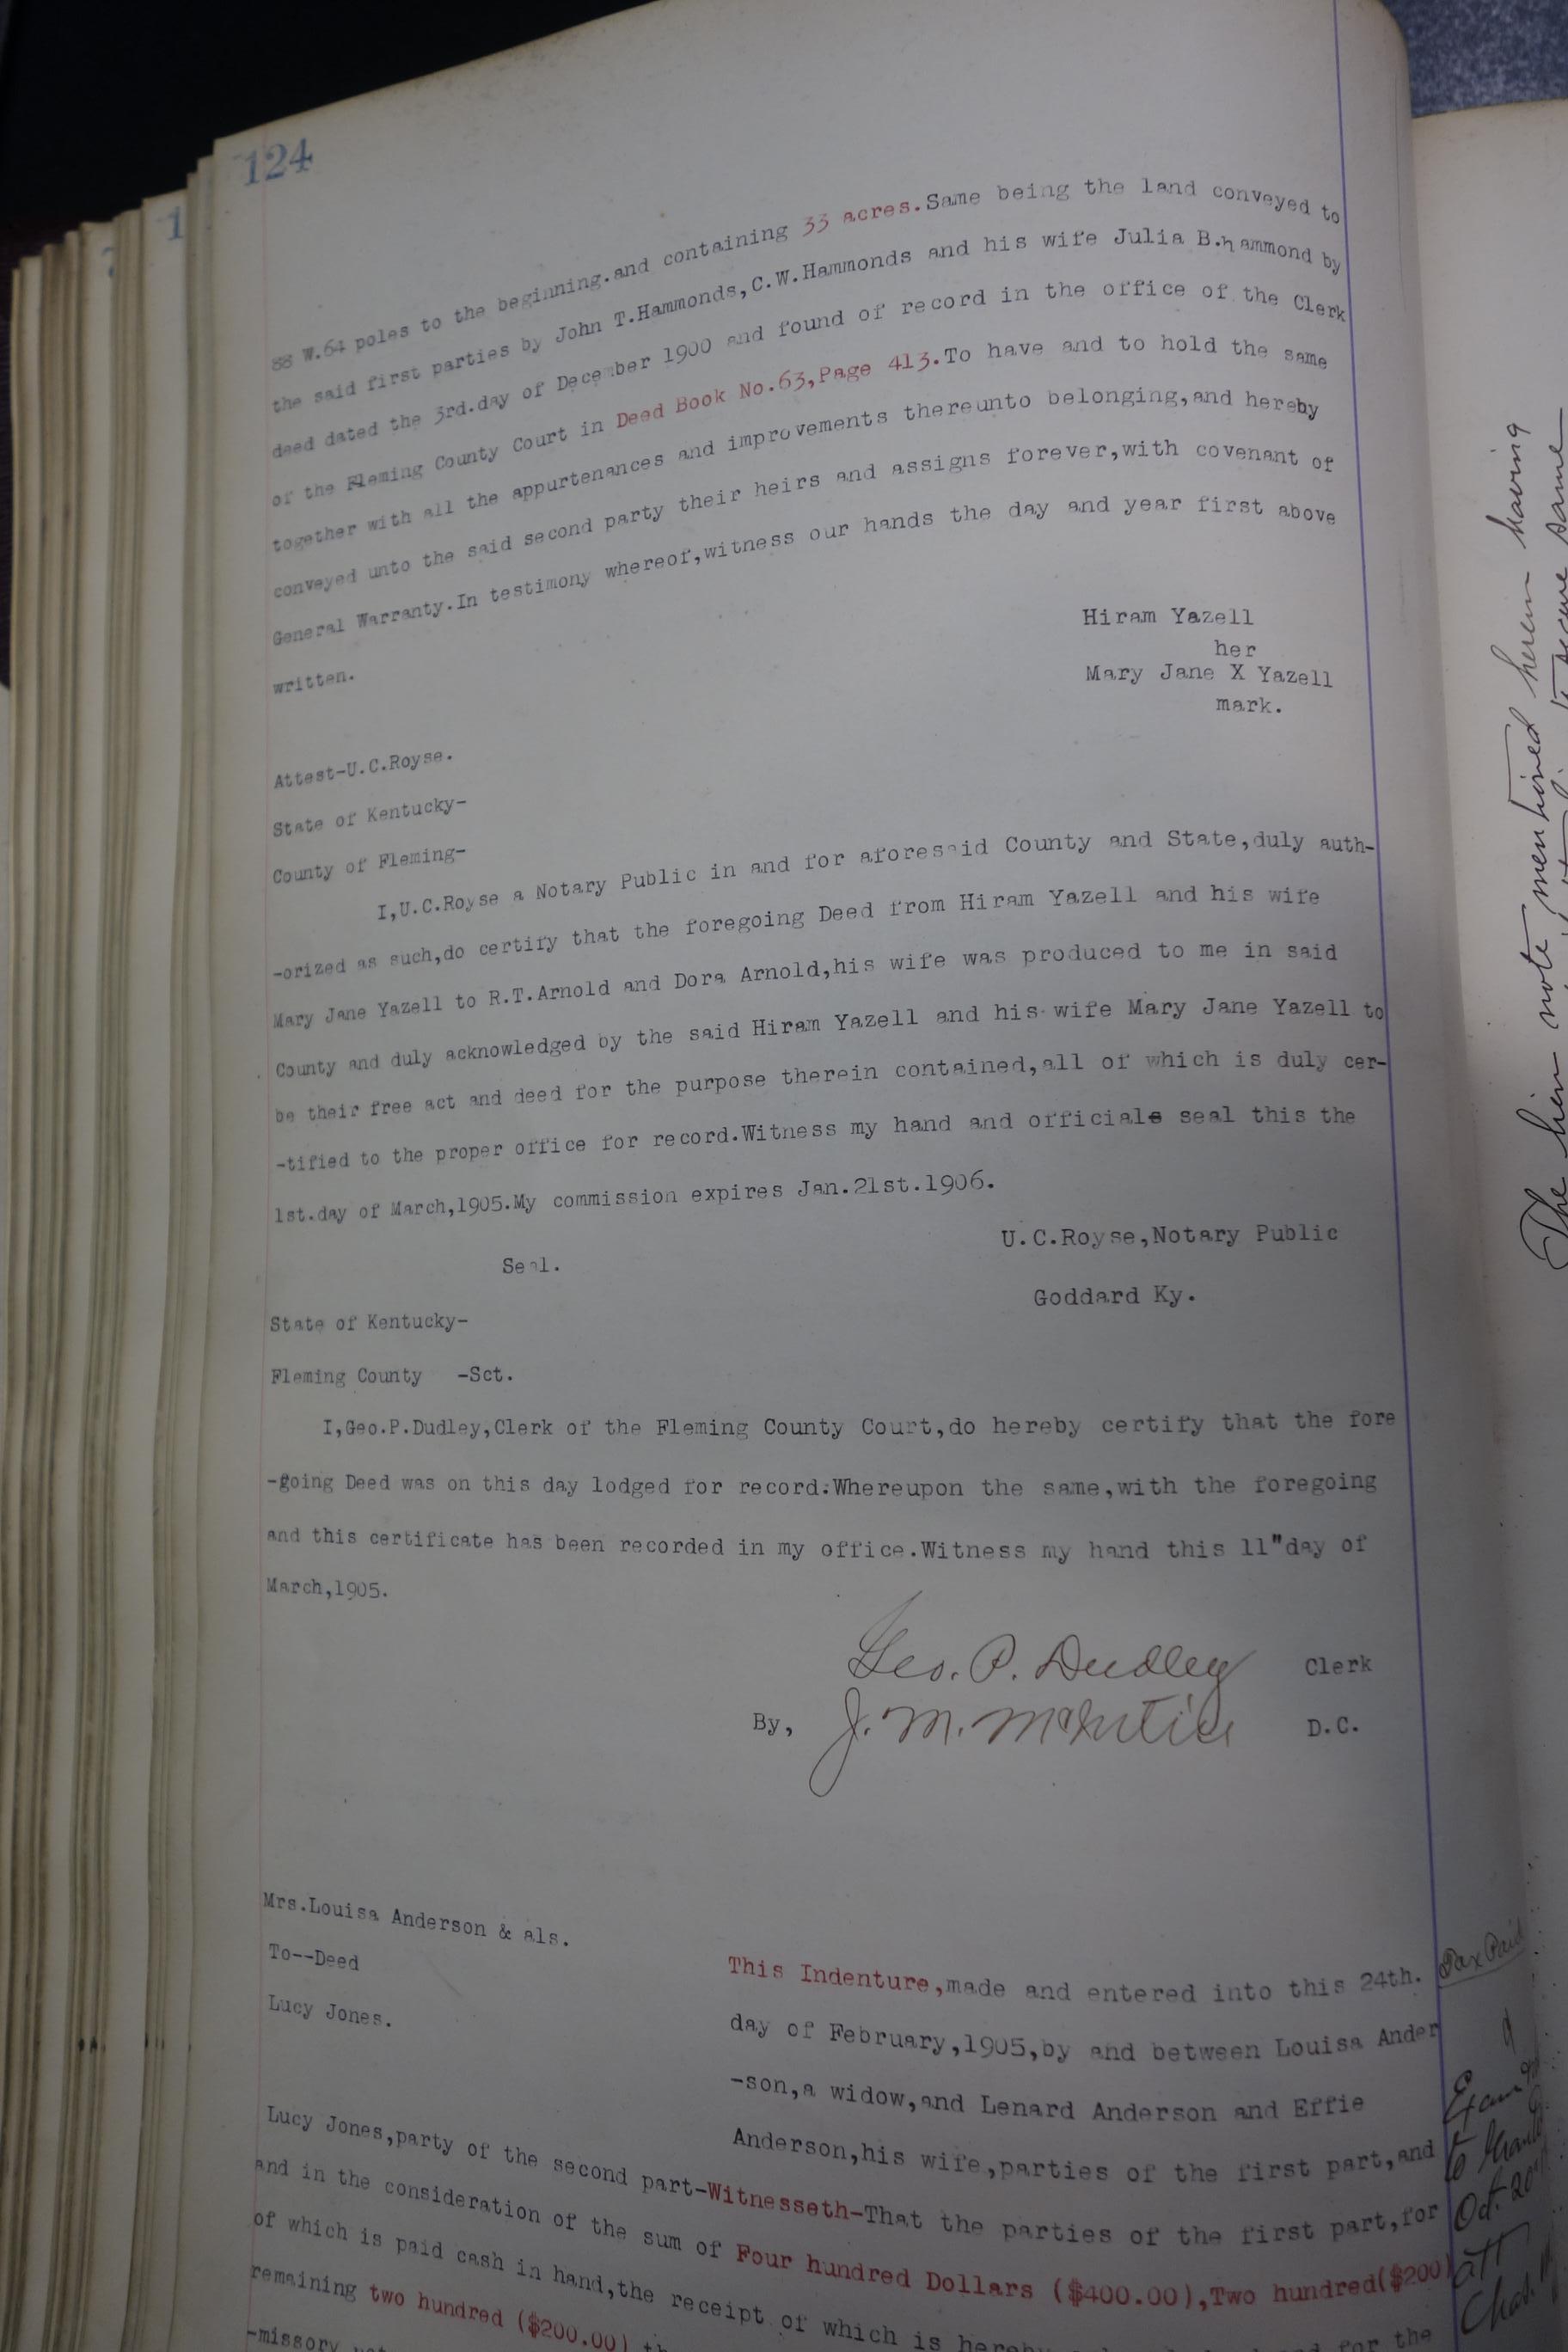 124
88 W.64 poles to the beginning.and containing 33 acres.Same being the land conveyed to
the said first parties by John T.Hammonds,C.W.Hammonds and his wife Julia B.hammond by
deed dated the 3rd.day of December 1900 and found of record in the office of the Clerk
of the Fleming County Court in Deed Book No.63,Page 413.To have and to hold the same
together with all the appurtenances and improvements thereunto belonging,and hereby
conveyed unto the said second party their heirs and assigns forever,with covenant of
General Warranty.In testimony whereof,witness our hands the day and year first above
written.
Hiram Yazell
her
Mary Jane X Yazell
mark.
Attest-U.C.Royse.
State of Kentucky-
County of Fleming-
I,U.C.Royse a Notary Public in and for aforesaid County and State,duly auth-
-orized as such,do certify that the foregoing Deed from Hiram Yazell and his wife
Mary Jane Yazell to R.T.Arnold and Dora Arnold,his wife was produced to me in said
County and duly acknowledged by the said Hiram Yazell and his wife Mary Jane Yazell to
be their free act and deed for the purpose therein contained,all of which is duly cer-
-tified to the proper office for record.Witness my hand and officials seal this the
1st.day of March,1905.My commission expires Jan.21st.1906.
U.C.Royse,Notary Public
Seal.
Goddard Ky.
State of Kentucky-
Fleming County -Sct.
I,Geo.P.Dudley,Clerk of the Fleming County Court,do hereby certify that the fore
-going Deed was on this day lodged for record:Whereupon the same,with the foregoing
and this certificate has been recorded in my office.Witness my hand this 11"day of
March,1905.
Geo. P. Dudley Clerk
By, J. M. McIntire D.C.
Mrs.Louisa Anderson & als.
To--Deed
Lucy Jones.
This Indenture,made and entered into this 24th.
day of February,1905,by and between Louisa Ander
-son,a widow,and Lenard Anderson and Effie
Anderson,his wife,parties of the first part,and
Lucy Jones,party of the second part-Witnesseth-That the parties of the first part,for
and in the consideration of the sum of Four hundred Dollars ($400.00),Two hundred($200)
of which is paid cash in hand,the receipt of which is for the
remaining two hundred ($200.00)
-missory
Tax Paid
to
Oct. 20
att
Chas.
The lien note mentioned herein having
to secure same